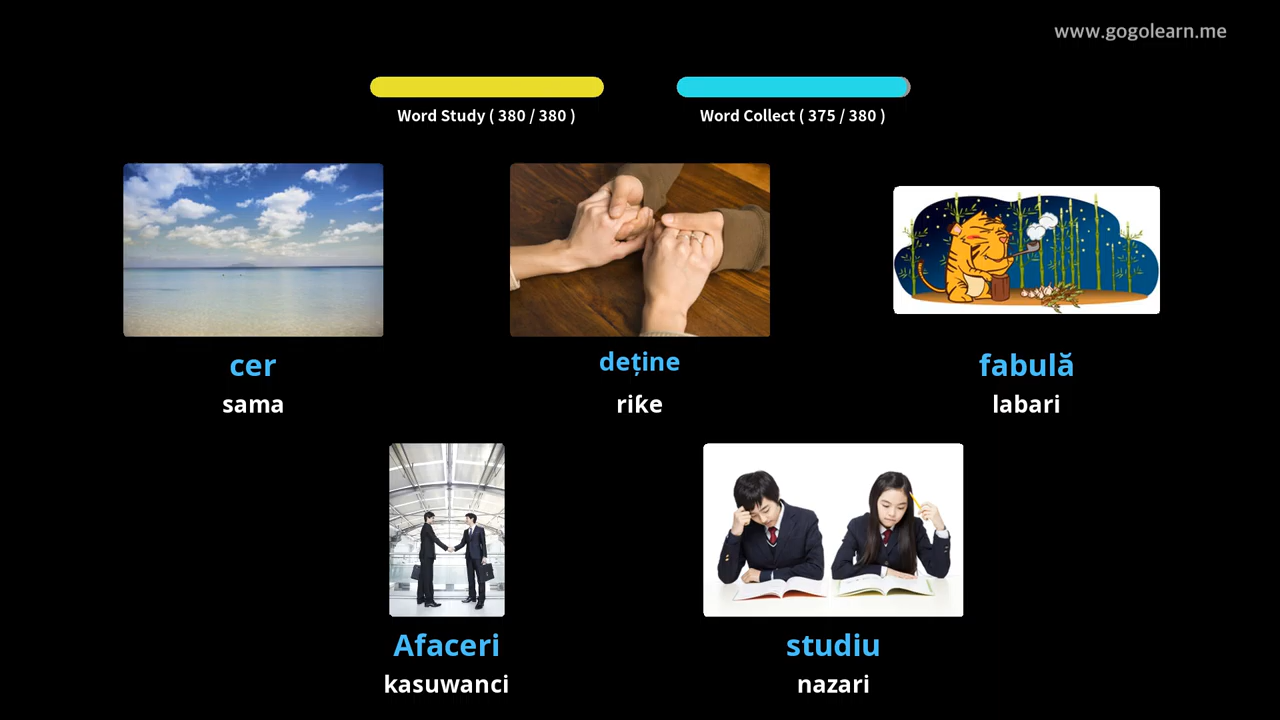 www.gogolearn.me
Word Study ( 380 / 380 )
Word Collect ( 375 / 380 )
cer
sama
deține
riƙe
fabulă
labari
Afaceri
kasuwanci
studiu
nazari